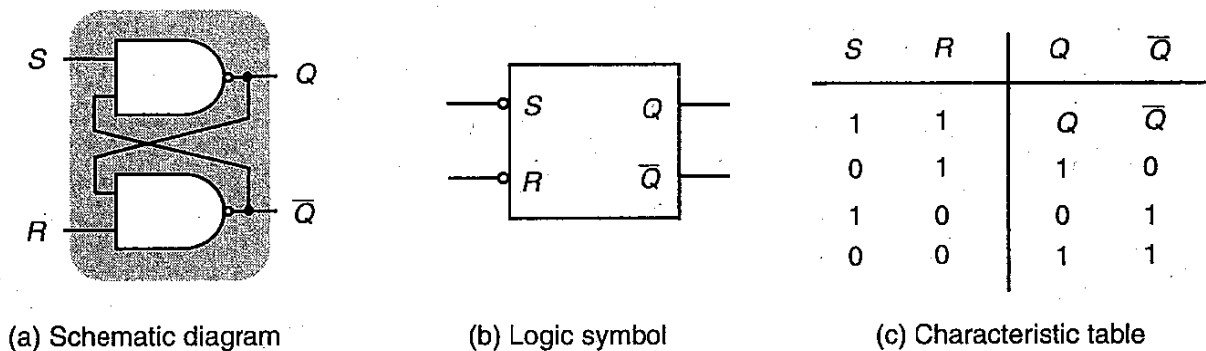 S
Q
R
Q̅
(a) Schematic diagram
S Q
R Q̅
(b) Logic symbol
S R Q Q̅
1 1 Q Q̅
0 1 1 0
1 0 0 1
0 0 1 1
(c) Characteristic table